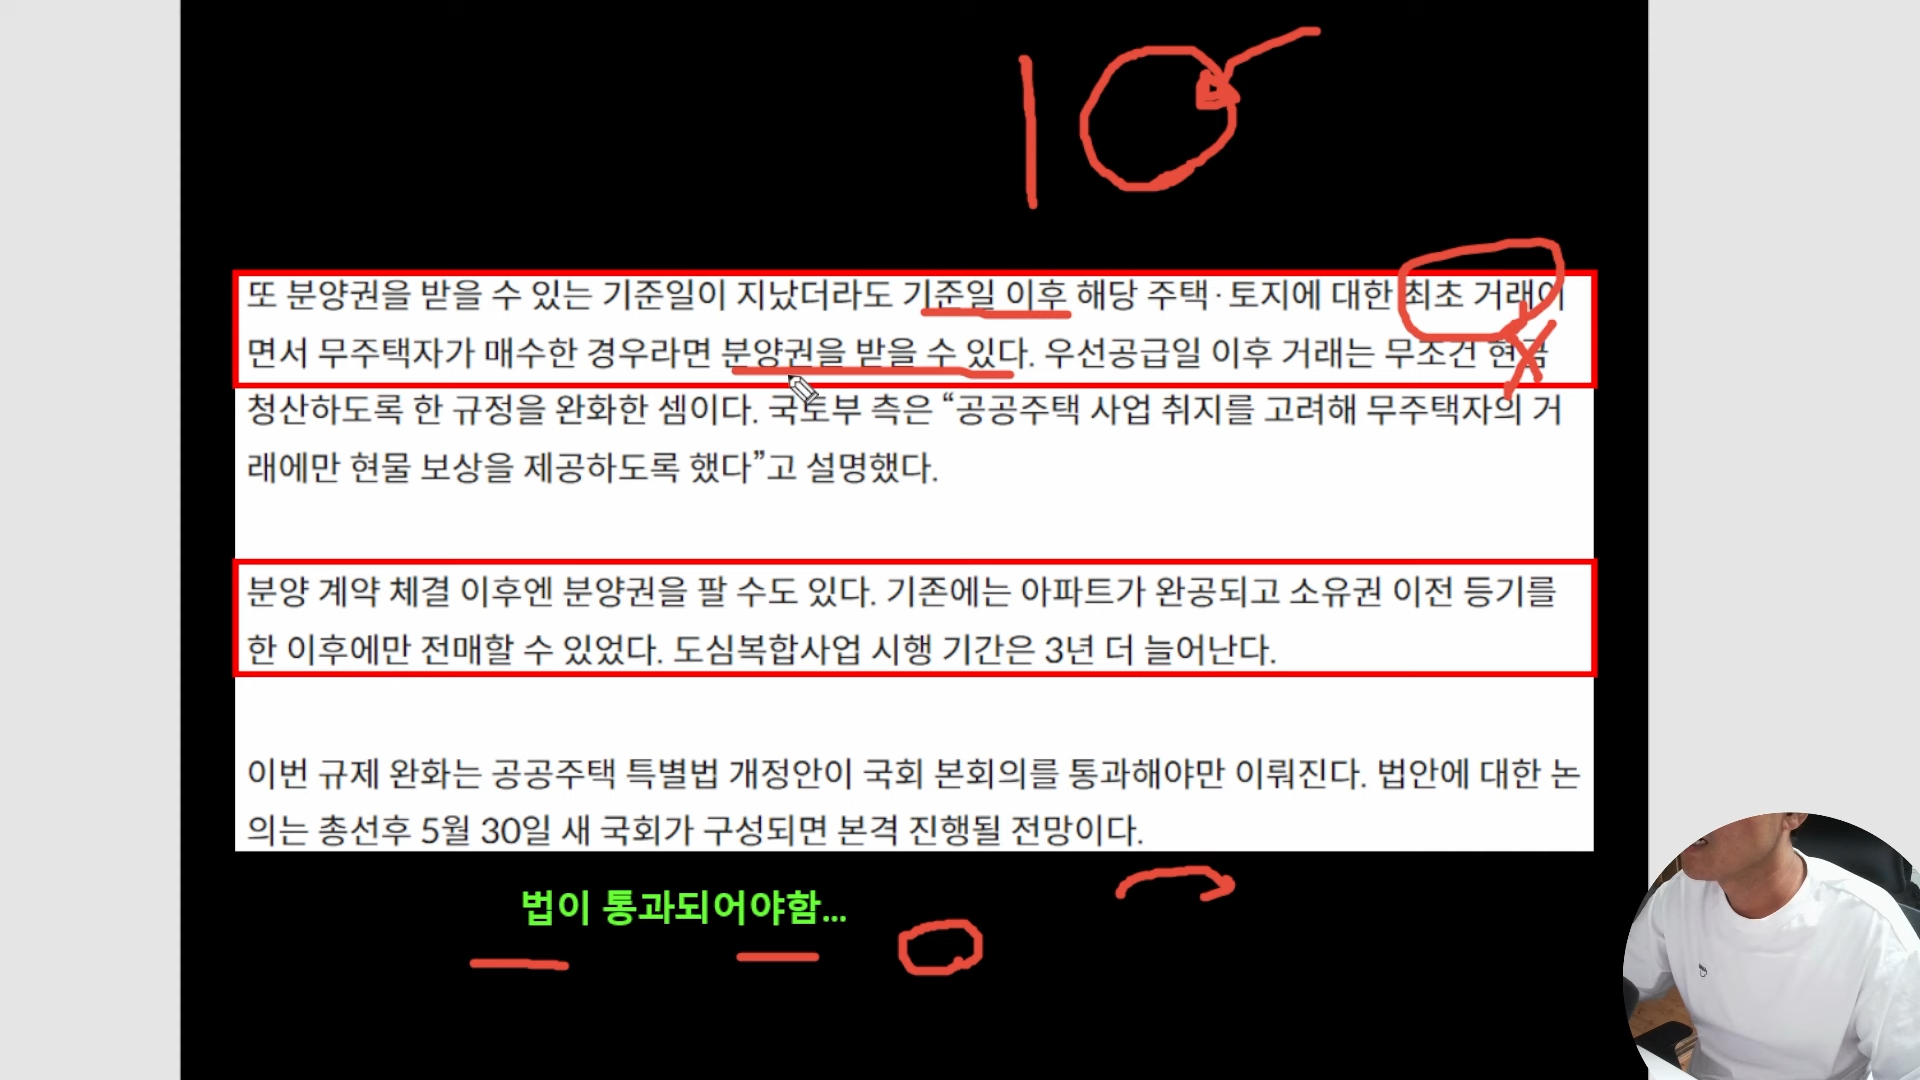 10
또 분양권을 받을 수 있는 기준일이 지났더라도 기준일 이후 해당 주택·토지에 대한 최초 거래이
면서 무주택자가 매수한 경우라면 분양권을 받을 수 있다. 우선공급일 이후 거래는 무조건 현금
청산하도록 한 규정을 완화한 셈이다. 국토부 측은 “공공주택 사업 취지를 고려해 무주택자의 거
래에만 현물 보상을 제공하도록 했다”고 설명했다.
분양 계약 체결 이후엔 분양권을 팔 수도 있다. 기존에는 아파트가 완공되고 소유권 이전 등기를
한 이후에만 전매할 수 있었다. 도심복합사업 시행 기간은 3년 더 늘어난다.
이번 규제 완화는 공공주택 특별법 개정안이 국회 본회의를 통과해야만 이뤄진다. 법안에 대한 논
의는 총선후 5월 30일 새 국회가 구성되면 본격 진행될 전망이다.
법이 통과되어야함...